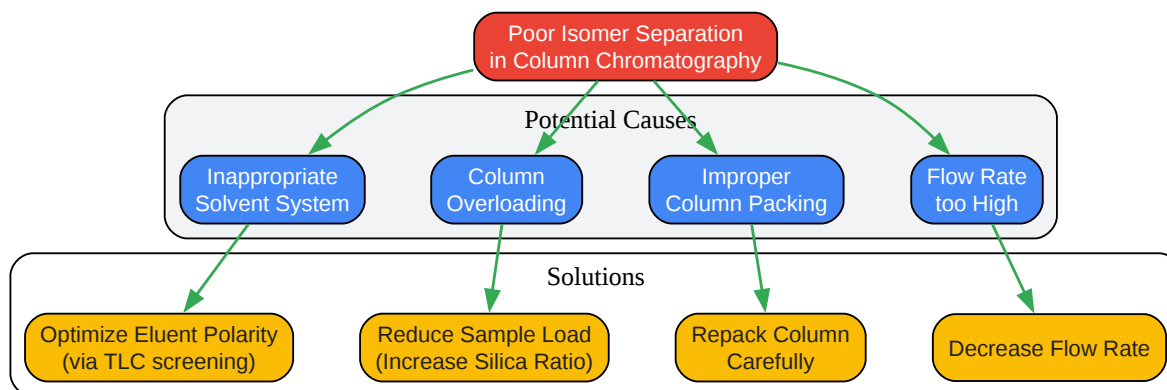 Poor Isomer Separation
in Column Chromatography
Potential Causes
Inappropriate
Solvent System
Column
Overloading
Improper
Column Packing
Flow Rate
too High
Solutions
Optimize Eluent Polarity
(via TLC screening)
Reduce Sample Load
(Increase Silica Ratio)
Repack Column
Carefully
Decrease Flow Rate